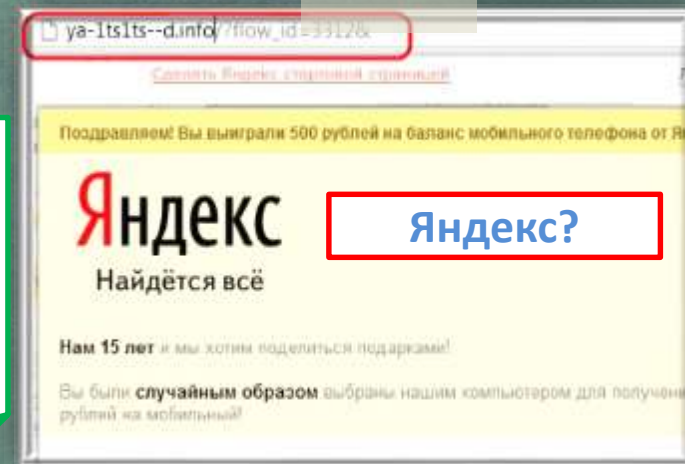 ya-1ts1ts--d.info/?flow_id=3312&
Сделать Яндекс стартовой страницей
Поздравляем! Вы выиграли 500 рублей на баланс мобильного телефона от
Яндекс
Яндекс?
Найдётся всё
Нам 15 лет и мы хотим поделиться подарками!
Вы были случайным образом выбраны нашим компьютером для
рублей на мобильный!